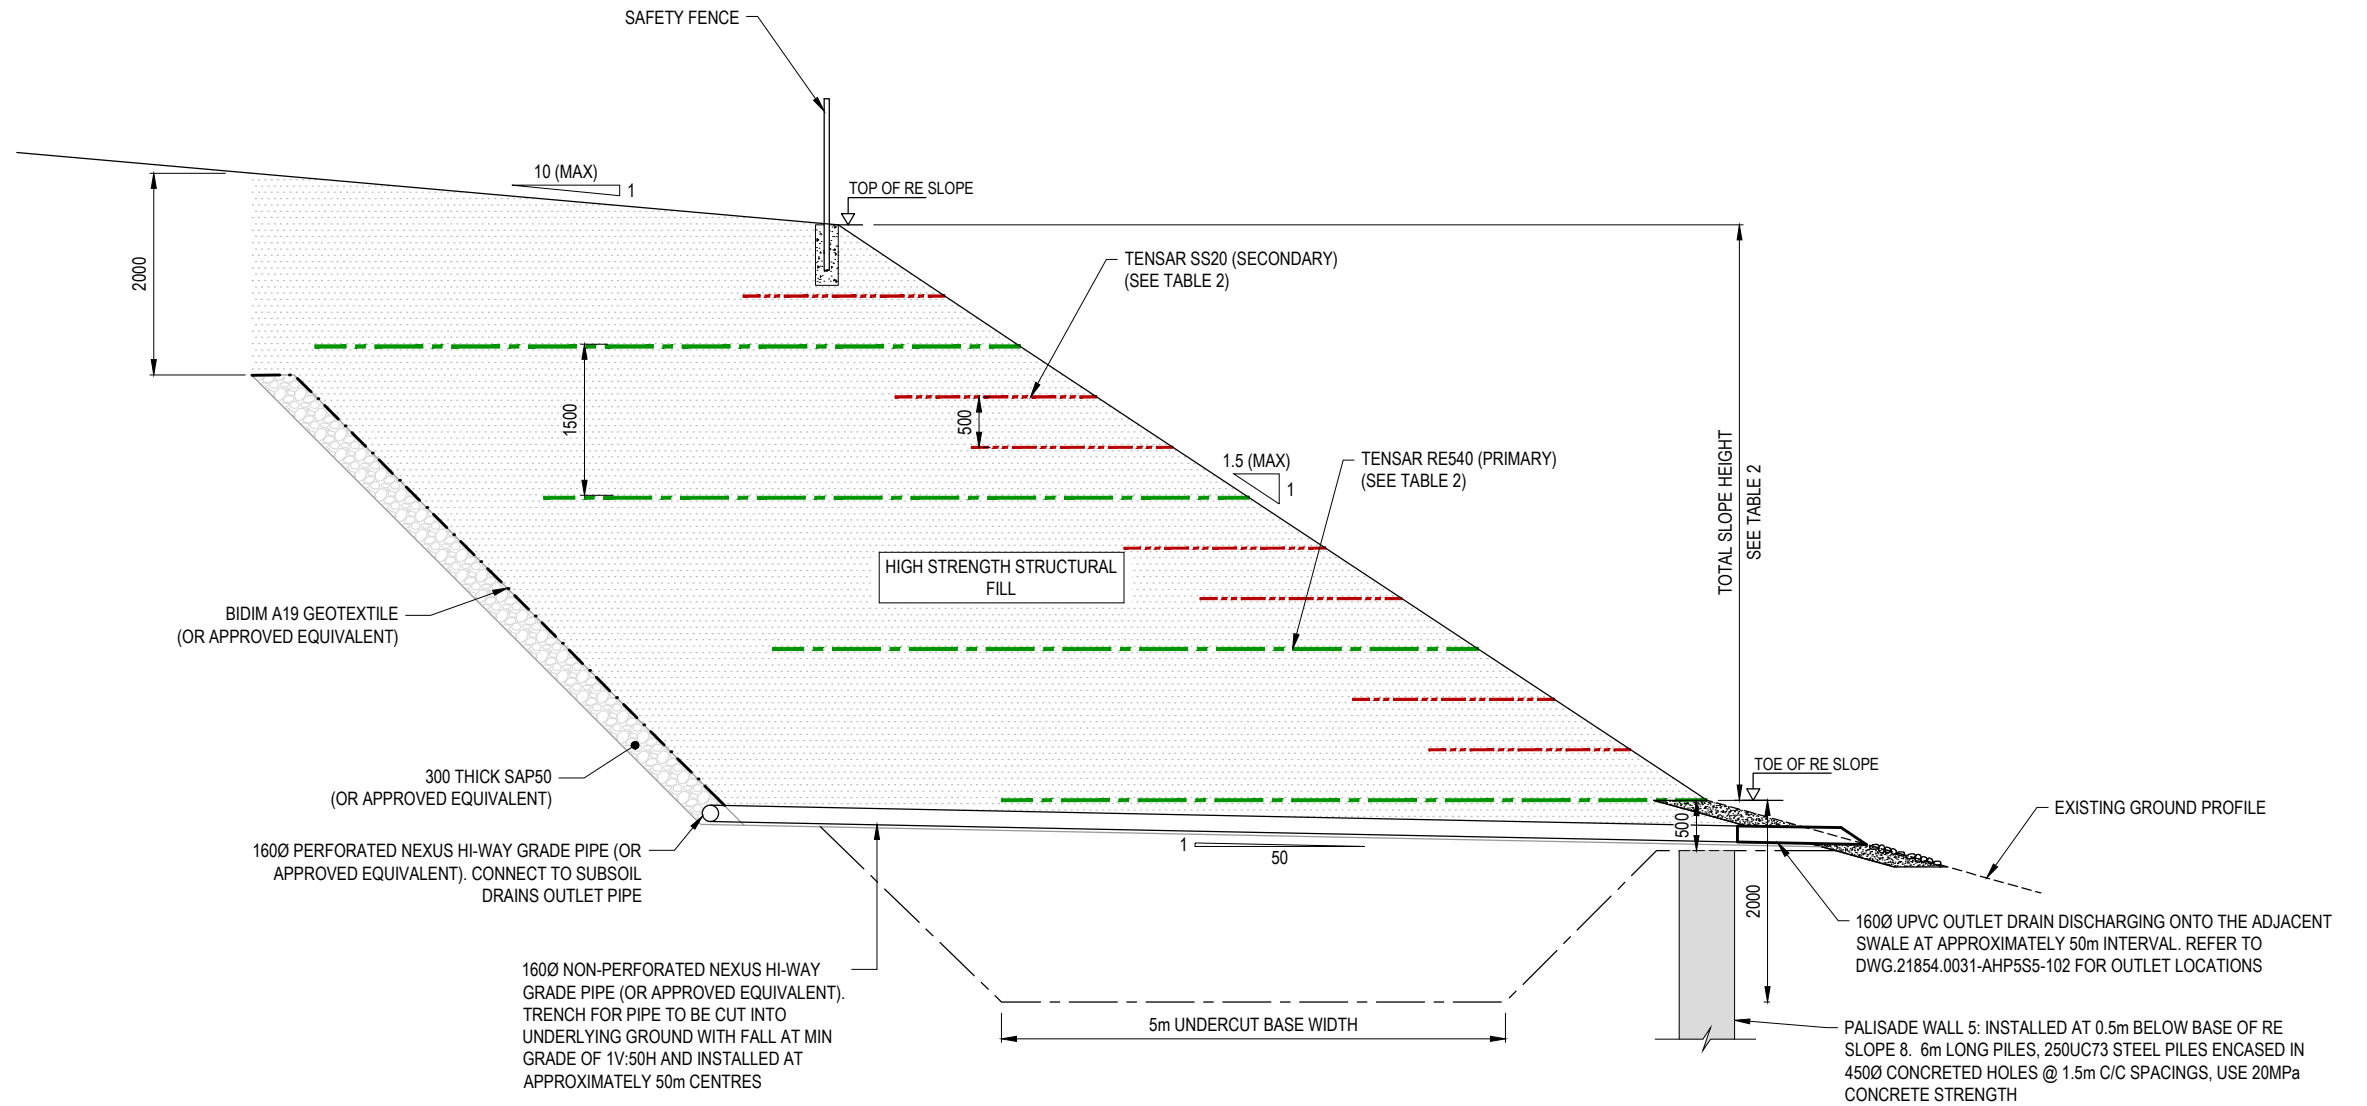 SAFETY FENCE
10 (MAX)
1
TOP OF RE SLOPE
2000
TENSAR SS20 (SECONDARY)
(SEE TABLE 2)
1500
500
1.5 (MAX)
1
TENSAR RE540 (PRIMARY)
(SEE TABLE 2)
TOTAL SLOPE HEIGHT
SEE TABLE 2
HIGH STRENGTH STRUCTURAL
FILL
BIDIM A19 GEOTEXTILE
(OR APPROVED EQUIVALENT)
300 THICK SAP50
(OR APPROVED EQUIVALENT)
TOE OF RE SLOPE
EXISTING GROUND PROFILE
500
1
50
160Ø PERFORATED NEXUS HI-WAY GRADE PIPE (OR
APPROVED EQUIVALENT). CONNECT TO SUBSOIL
DRAINS OUTLET PIPE
2000
160Ø UPVC OUTLET DRAIN DISCHARGING ONTO THE ADJACENT
SWALE AT APPROXIMATELY 50m INTERVAL. REFER TO
DWG.21854.0031-AHP5S5-102 FOR OUTLET LOCATIONS
160Ø NON-PERFORATED NEXUS HI-WAY
GRADE PIPE (OR APPROVED EQUIVALENT).
TRENCH FOR PIPE TO BE CUT INTO
UNDERLYING GROUND WITH FALL AT MIN
GRADE OF 1V:50H AND INSTALLED AT
APPROXIMATELY 50m CENTRES
5m UNDERCUT BASE WIDTH
PALISADE WALL 5: INSTALLED AT 0.5m BELOW BASE OF RE
SLOPE 8. 6m LONG PILES, 250UC73 STEEL PILES ENCASED IN
450Ø CONCRETED HOLES @ 1.5m C/C SPACINGS, USE 20MPa
CONCRETE STRENGTH